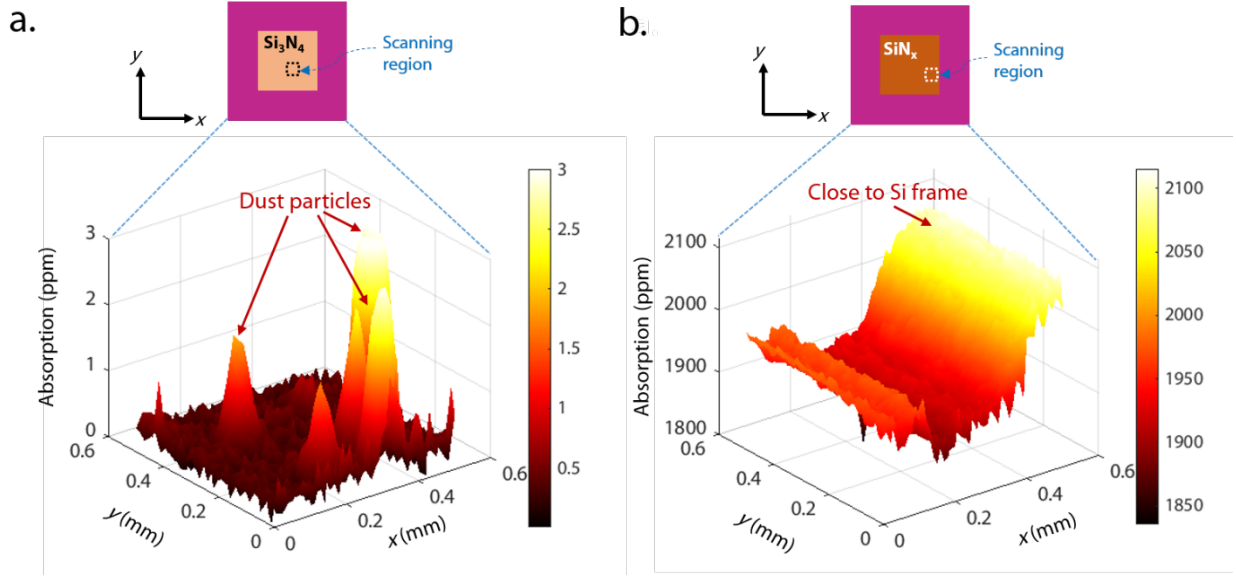 a.
Si₃N₄
Scanning
region
y
x
Dust particles
Absorption (ppm)
3
2
1
0
0.6
0.4
0.2
0
y (mm)
0
0.2
0.4
0.6
x (mm)
3
2.5
2
1.5
1
0.5
b.
SiNₓ
Scanning
region
y
x
Close to Si frame
Absorption (ppm)
2100
2000
1900
1800
0.6
0.4
0.2
0
y (mm)
0
0.2
0.4
0.6
x (mm)
2100
2050
2000
1950
1900
1850